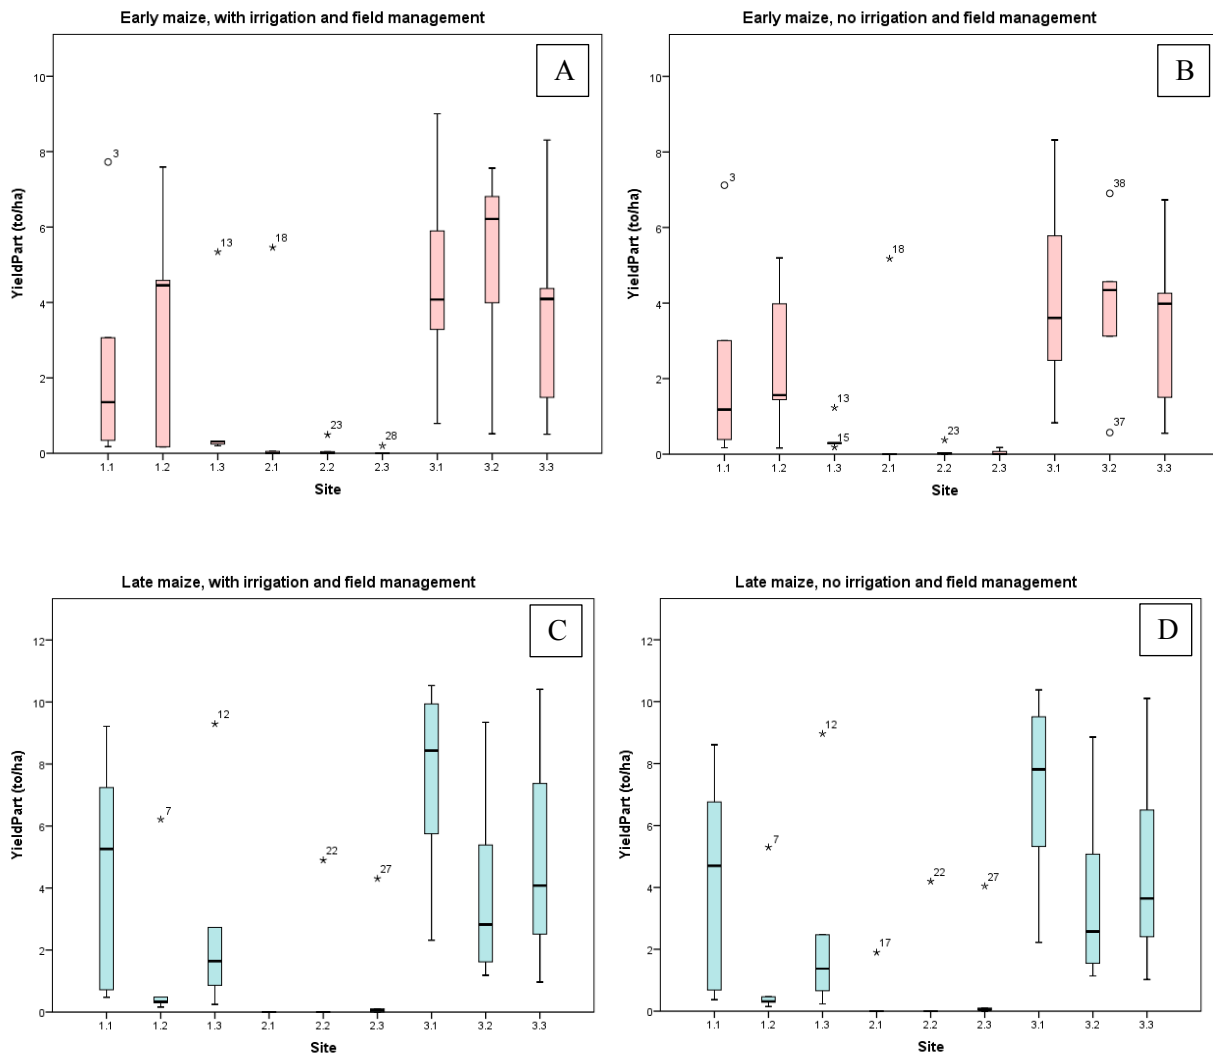 Early maize, with irrigation and field management
A
10
8
6
4
2
0
YieldPart (to/ha)
3
13
18
23
28
1.1 1.2 1.3 2.1 2.2 2.3 3.1 3.2 3.3
Site
Early maize, no irrigation and field management
B
10
8
6
4
2
0
YieldPart (to/ha)
3
13
15
18
23
38
37
1.1 1.2 1.3 2.1 2.2 2.3 3.1 3.2 3.3
Site
Late maize, with irrigation and field management
C
12
10
8
6
4
2
0
YieldPart (to/ha)
7
12
22
27
1.1 1.2 1.3 2.1 2.2 2.3 3.1 3.2 3.3
Site
Late maize, no irrigation and field management
D
12
10
8
6
4
2
0
YieldPart (to/ha)
7
12
17
22
27
1.1 1.2 1.3 2.1 2.2 2.3 3.1 3.2 3.3
Site